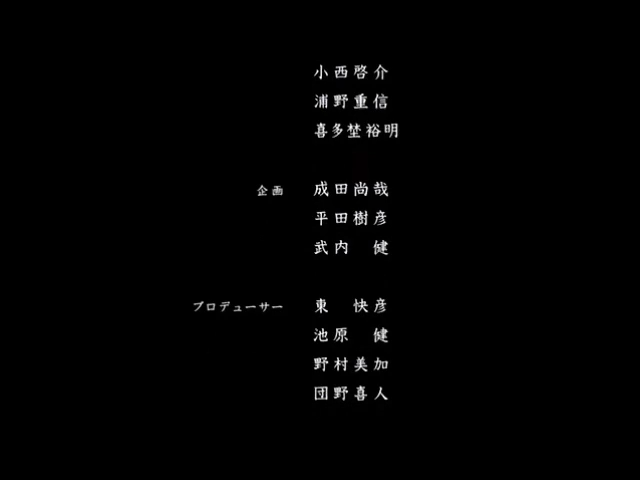 小西啓介
浦野重信
喜多埜裕明
企画 成田尚哉
平田樹彦
武内 健
プロデューサー 東 快彦
池原 健
野村美加
団野喜人